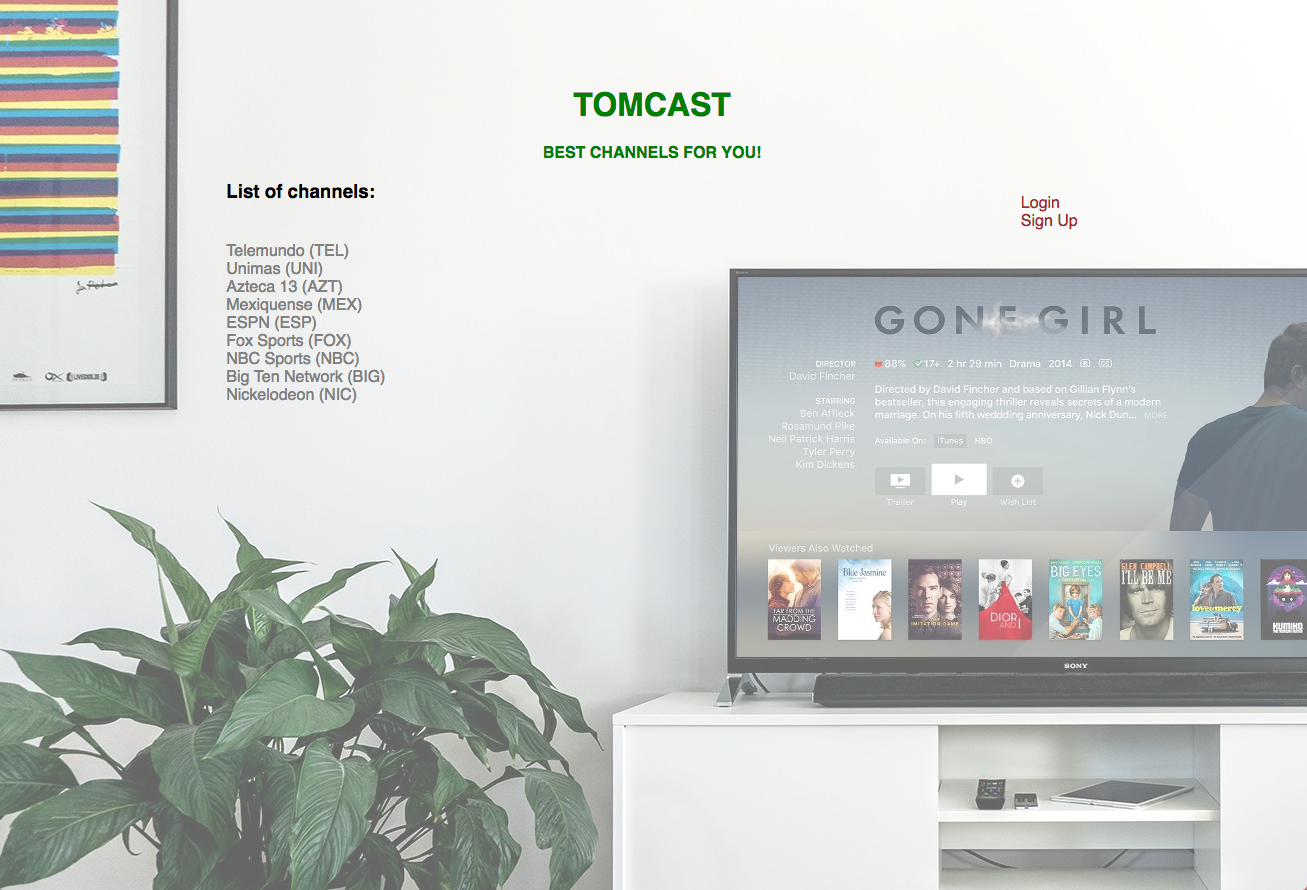 TOMCAST
BEST CHANNELS FOR YOU!
List of channels:
Login
Sign Up
Telemundo (TEL)
Unimas (UNI)
Azteca 13 (AZT)
Mexiquense (MEX)
ESPN (ESP)
Fox Sports (FOX)
NBC Sports (NBC)
Big Ten Network (BIG)
Nickelodeon (NIC)
GONE GIRL
DIRECTOR
David Fincher
STARRING
Ben Affleck
Rosamund Pike
Neil Patrick Harris
Tyler Perry
Kim Dickens
88% 17+ 2 hr 29 min Drama 2014 R CC
Directed by David Fincher and based on Gillian Flynn's
bestseller, this engaging thriller reveals secrets of a modern
marriage. On his fifth weddding anniversary, Nick Dun... MORE
Available On: iTunes HBO
Trailer
Play
Wish List
Viewers Also Watched
FAR FROM THE
MADDING
CROWD
Blue Jasmine
IMITATION GAME
DIOR
AND I
BIG EYES
GLEN CAMPBELL
I'LL BE ME
love&mercy
KUMIKO
SONY